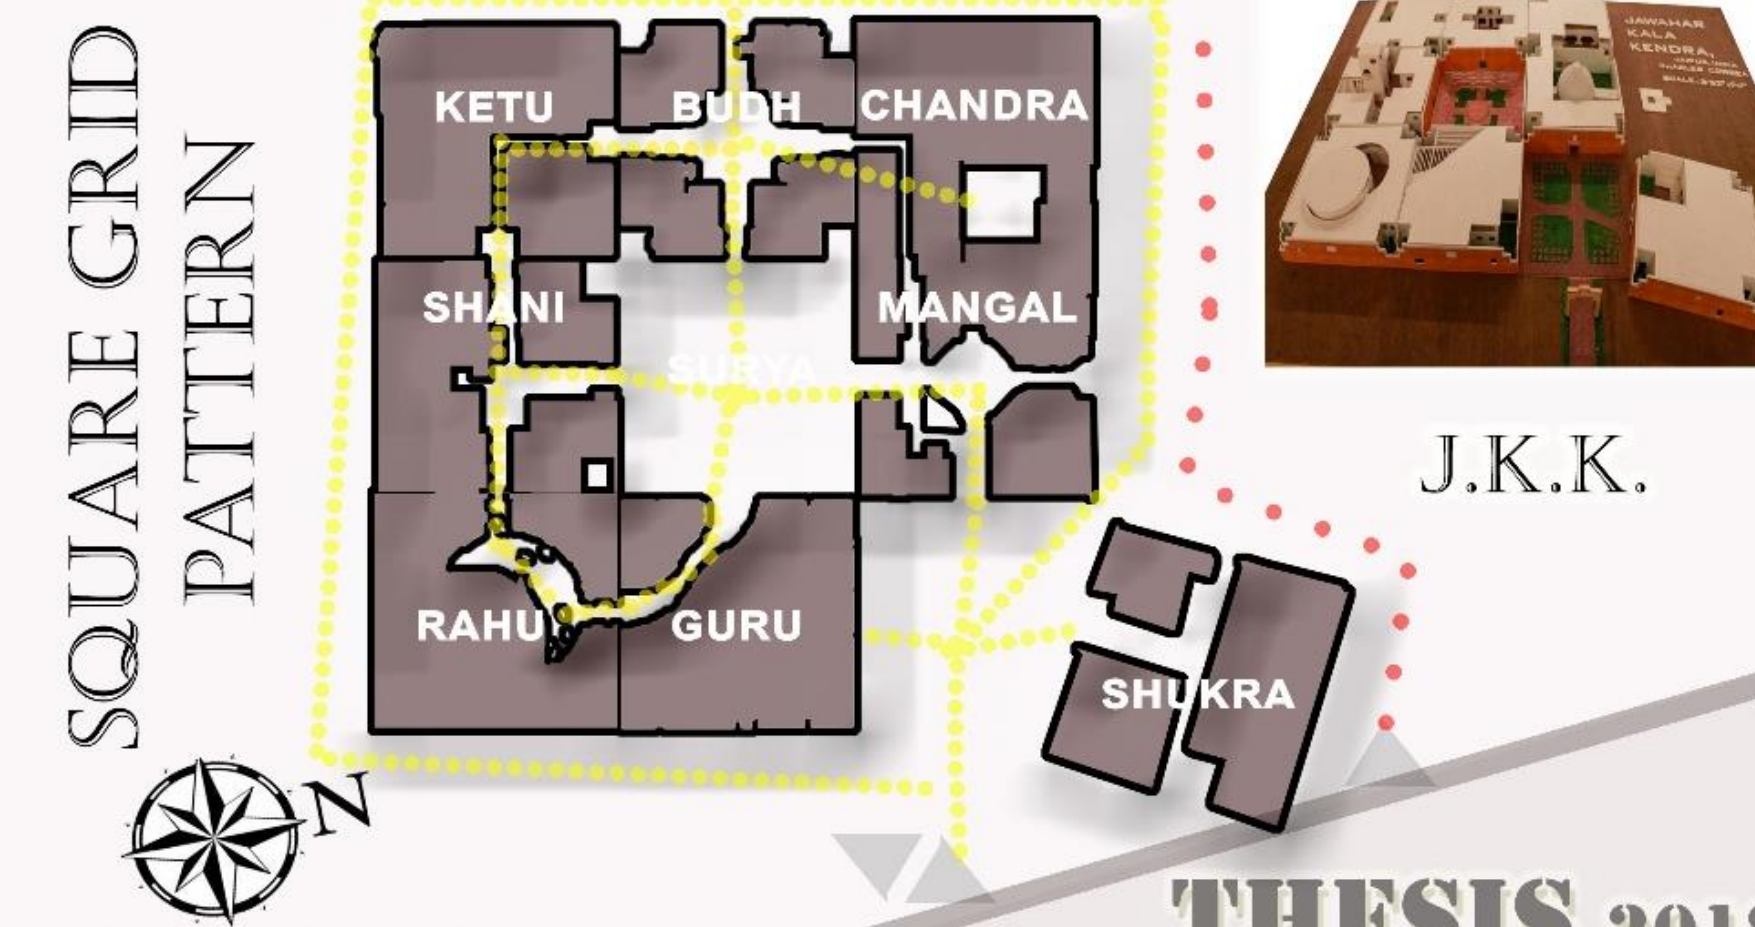 SQUARE GRID
PATTERN
KETU
BUDH
CHANDRA
SHANI
SURYA
MANGAL
RAHU
GURU
SHUKRA
N
JAWAHAR
KALA
KENDRA,
J.K.K.
THESIS